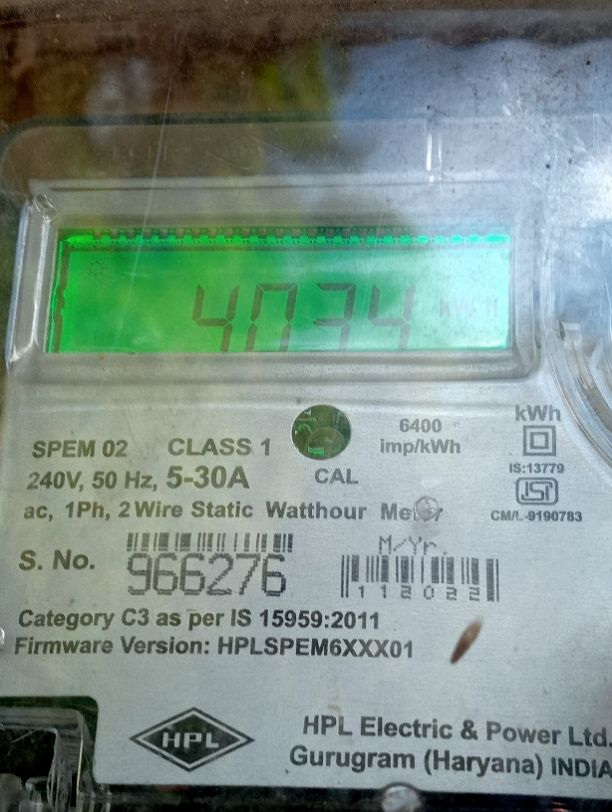 4034 kWH
SPEM 02 CLASS 1
6400
imp/kWh
kWh
240V, 50 Hz, 5-30A
CAL
IS:13779
ISI
ac, 1Ph, 2 Wire Static Watthour Meter
CM/L-9190783
M/Yr.
S. No. 966276
112022
Category C3 as per IS 15959:2011
Firmware Version: HPLSPEM6XXX01
HPL
HPL Electric & Power Ltd.
Gurugram (Haryana) INDIA